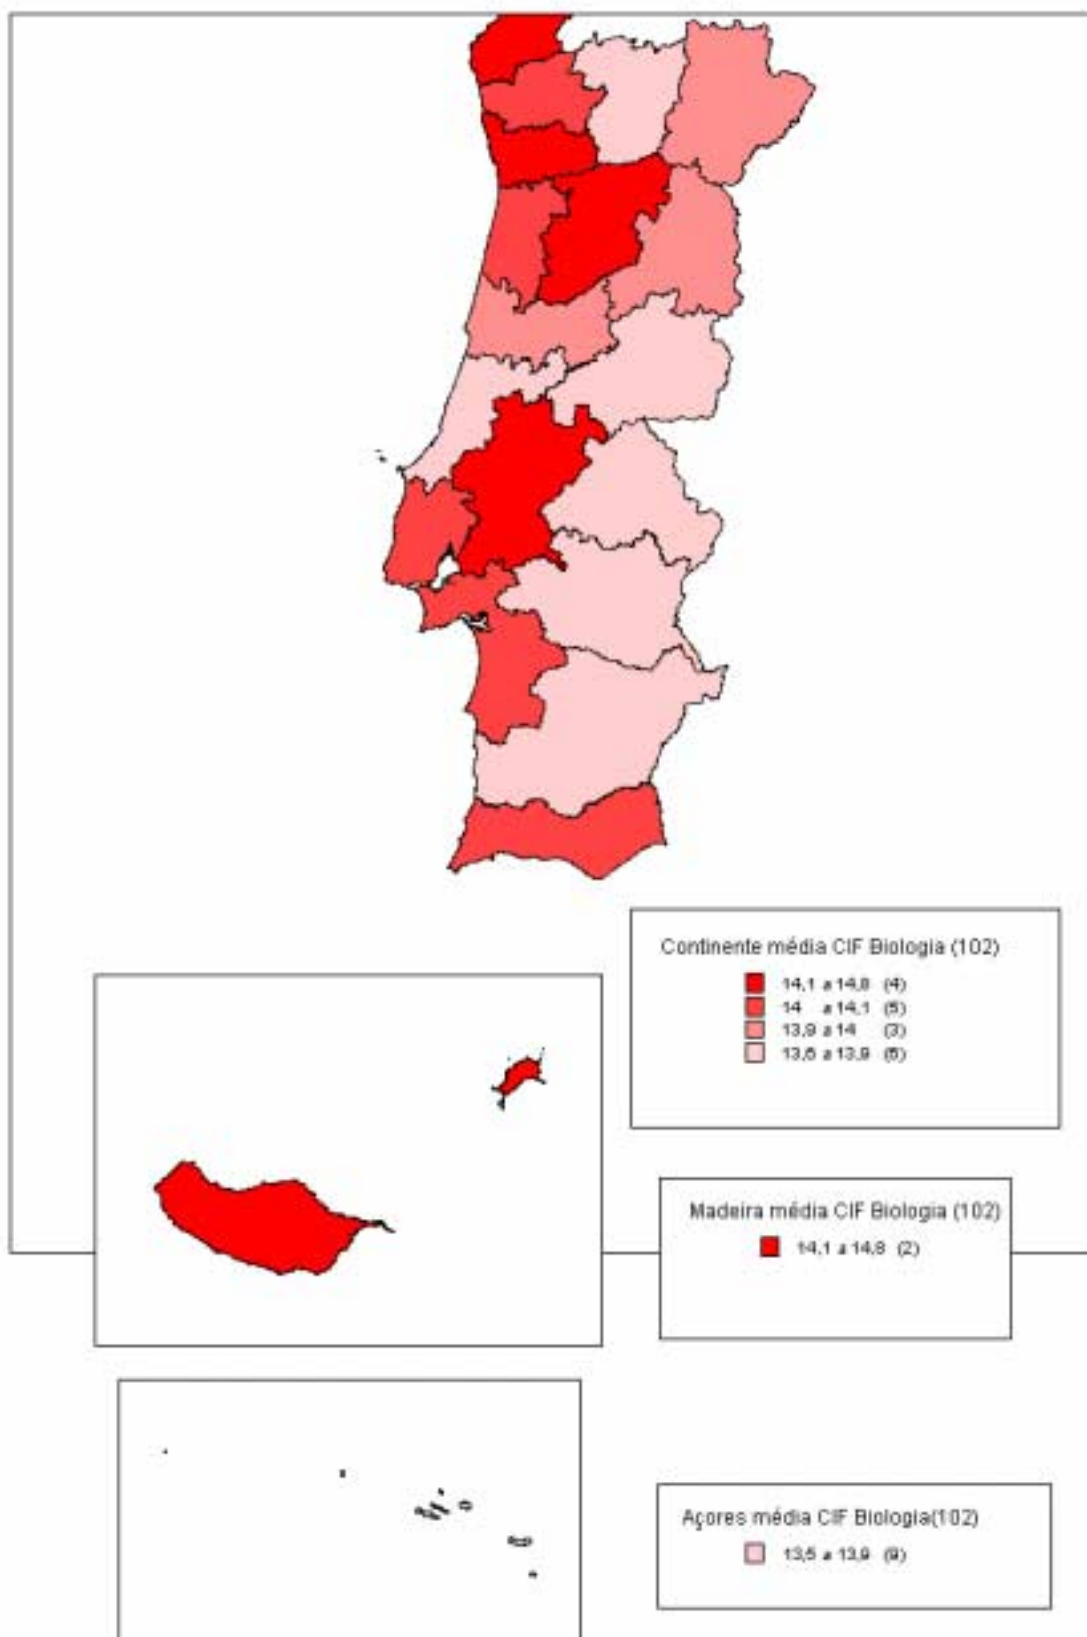 Continente média CIF Biologia (102)
14,1 a 14,8 (4)
14 a 14,1 (5)
13,9 a 14 (3)
13,5 a 13,9 (6)
Madeira média CIF Biologia (102)
14,1 a 14,8 (2)
Açores média CIF Biologia(102)
13,5 a 13,9 (9)